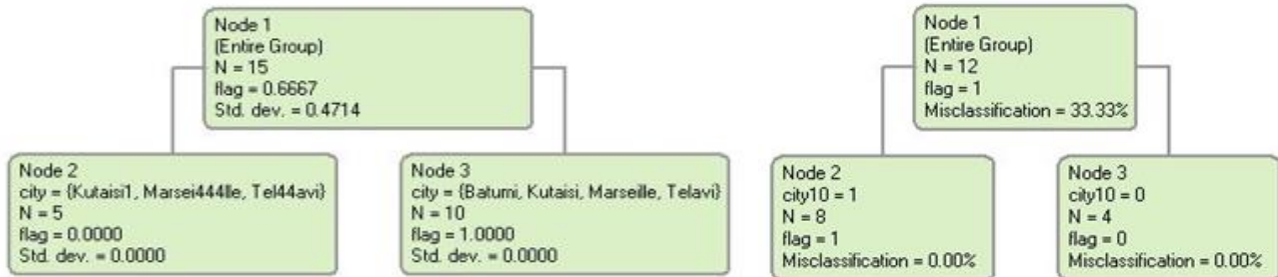 Node 1
(Entire Group)
N = 15
flag = 0.6667
Std. dev. = 0.4714
Node 2
city = {Kutaisi1, Marsei444lle, Tel44avi}
N = 5
flag = 0.0000
Std. dev. = 0.0000
Node 3
city = {Batumi, Kutaisi, Marseille, Telavi}
N = 10
flag = 1.0000
Std. dev. = 0.0000
Node 1
(Entire Group)
N = 12
flag = 1
Misclassification = 33.33%
Node 2
city10 = 1
N = 8
flag = 1
Misclassification = 0.00%
Node 3
city10 = 0
N = 4
flag = 0
Misclassification = 0.00%